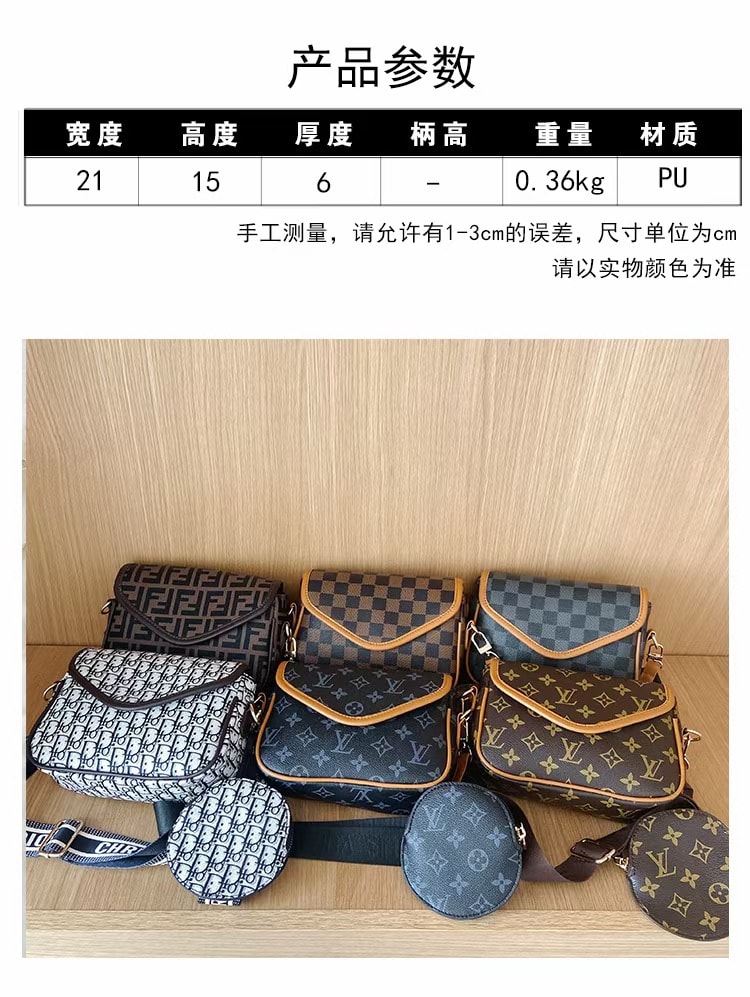 产品参数
宽度 高度 厚度 柄高 重量 材质
21 15 6 - 0.36kg PU
手工测量，请允许有1-3cm的误差，尺寸单位为cm
请以实物颜色为准